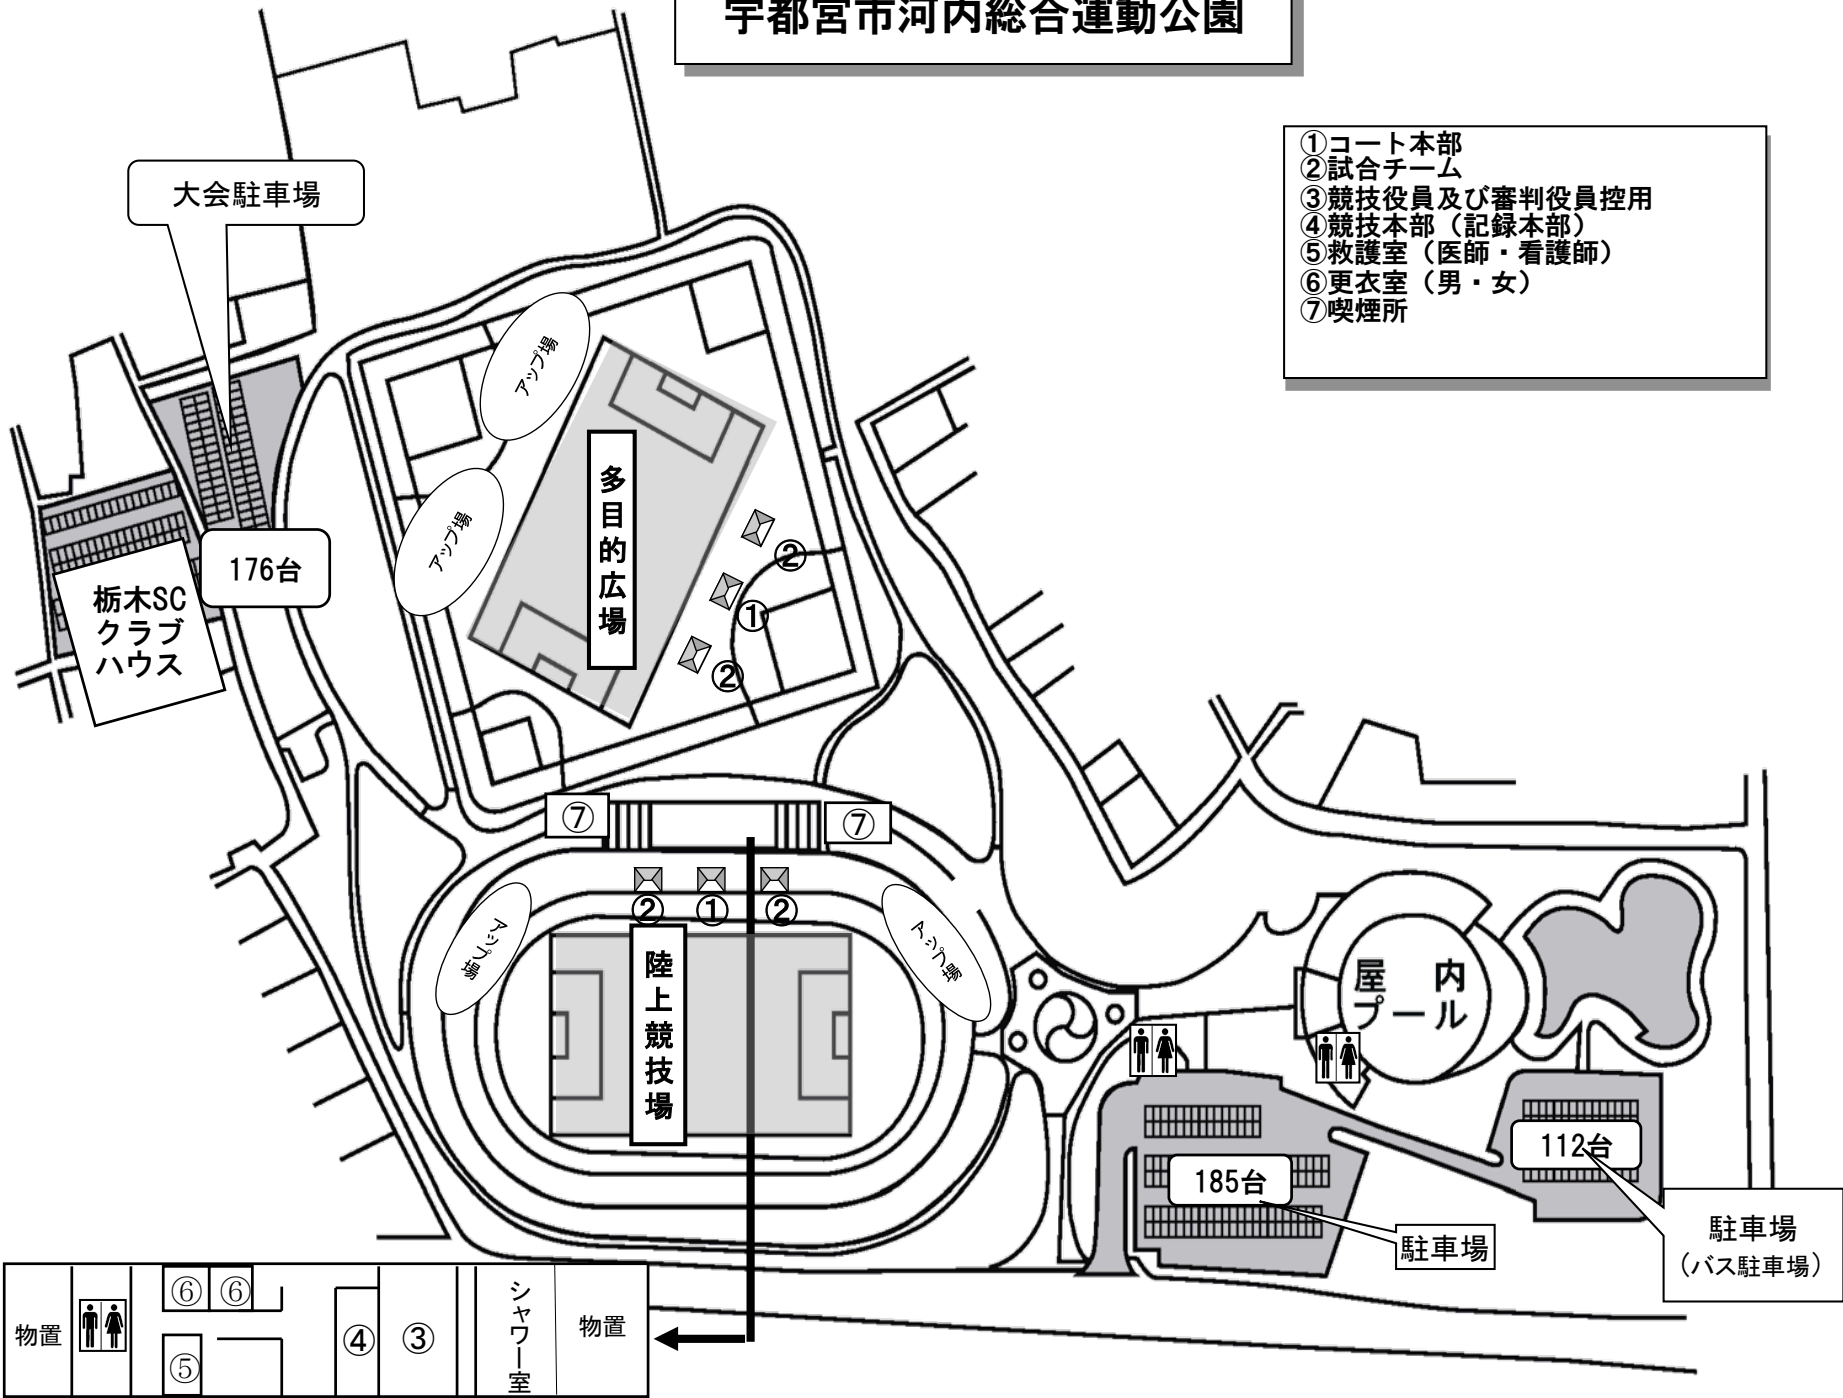 宇都宮市河内総合運動公園
①コート本部
②試合チーム
③競技役員及び審判役員控用
④競技本部（記録本部）
⑤救護室（医師・看護師）
⑥更衣室（男・女）
⑦喫煙所
大会駐車場
アップ場
アップ場
多目的広場
176台
栃木SC
クラブ
ハウス
②
①
②
⑦
⑦
②
①
②
アップ場
アップ場
陸上競技場
屋　内
プール
112台
185台
駐車場
駐車場
（バス駐車場）
物置
⑥
⑥
⑤
④
③
シャワー室
物置